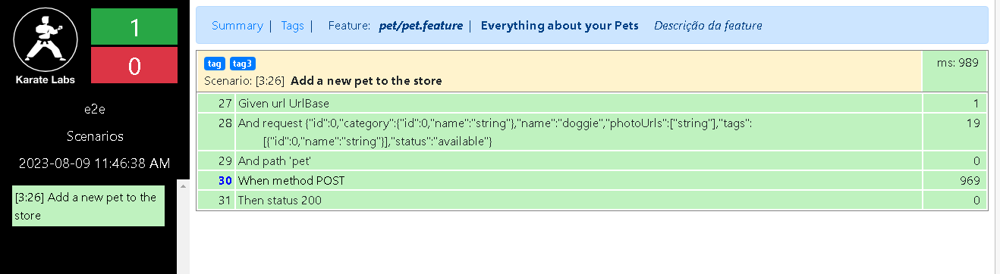 Karate Labs
1
0
e2e
Scenarios
2023-08-09 11:46:38 AM
[3:26] Add a new pet to the
store
Summary | Tags | Feature: pet/pet.feature | Everything about your Pets Descrição da feature
tag tag3
ms: 989
Scenario: [3:26] Add a new pet to the store
27 Given url UrlBase 1
28 And request {"id":0,"category":{"id":0,"name":"string"},"name":"doggie","photoUrls":["string"],"tags": 19
[{"id":0,"name":"string"}],"status":"available"}
29 And path 'pet' 0
30 When method POST 969
31 Then status 200 0